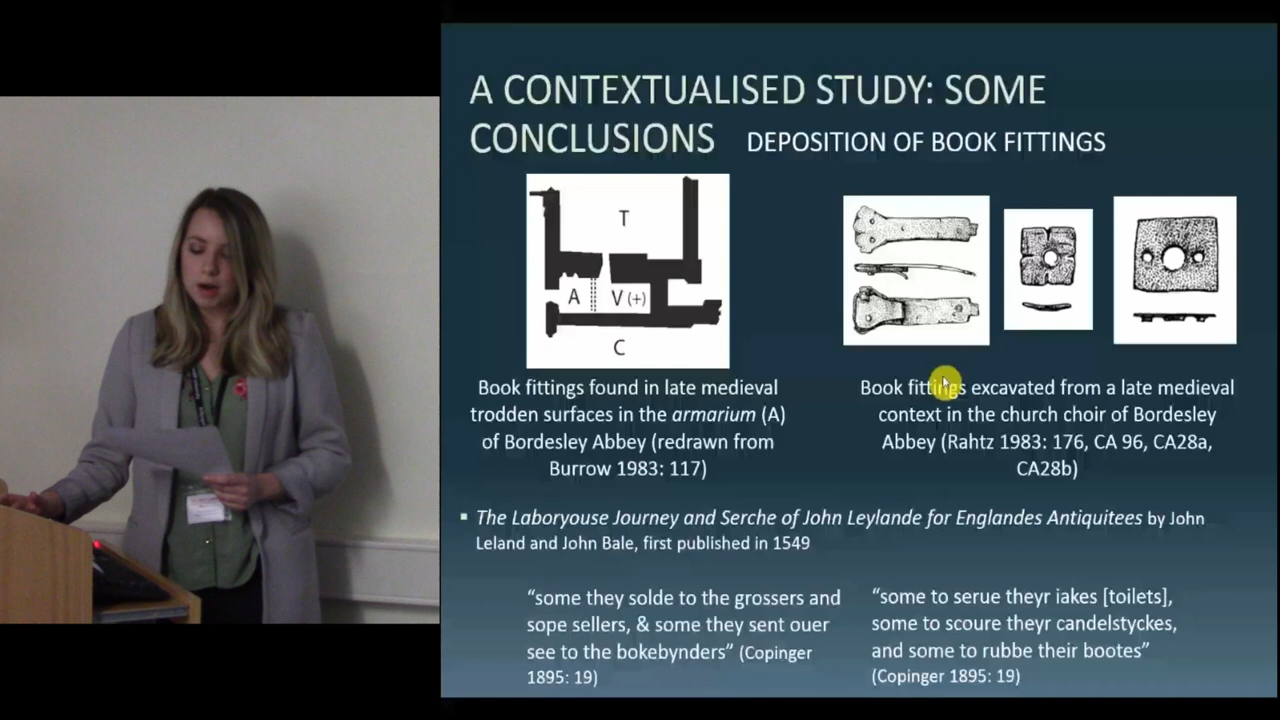 A CONTEXTUALISED STUDY: SOME
CONCLUSIONS DEPOSITION OF BOOK FITTINGS
T
A
V (+)
C
Book fittings found in late medieval
trodden surfaces in the armarium (A)
of Bordesley Abbey (redrawn from
Burrow 1983: 117)
Book fittings excavated from a late medieval
context in the church choir of Bordesley
Abbey (Rahtz 1983: 176, CA 96, CA28a,
CA28b)
▪ The Laboryouse Journey and Serche of John Leylande for Englandes Antiquitees by John
Leland and John Bale, first published in 1549
“some they solde to the grossers and
sope sellers, & some they sent ouer
see to the bokebynders” (Copinger
1895: 19)
“some to serue theyr iakes [toilets],
some to scoure theyr candelstyckes,
and some to rubbe their bootes”
(Copinger 1895: 19)